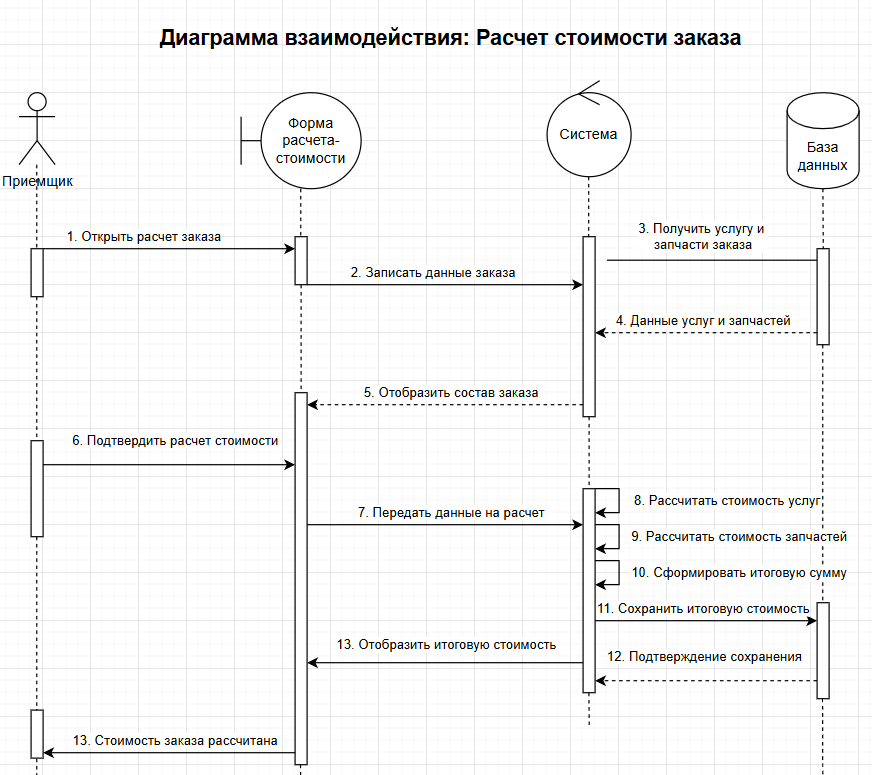 Диаграмма взаимодействия: Расчет стоимости заказа
Форма
расчета-
стоимости
Система
База
данных
Приемщик
1. Открыть расчет заказа
3. Получить услугу и
запчасти заказа
2. Записать данные заказа
4. Данные услуг и запчастей
5. Отобразить состав заказа
6. Подтвердить расчет стоимости
8. Рассчитать стоимость услуг
7. Передать данные на расчет
9. Рассчитать стоимость запчастей
10. Сформировать итоговую сумму
11. Сохранить итоговую стоимость
13. Отобразить итоговую стоимость
12. Подтверждение сохранения
13. Стоимость заказа рассчитана